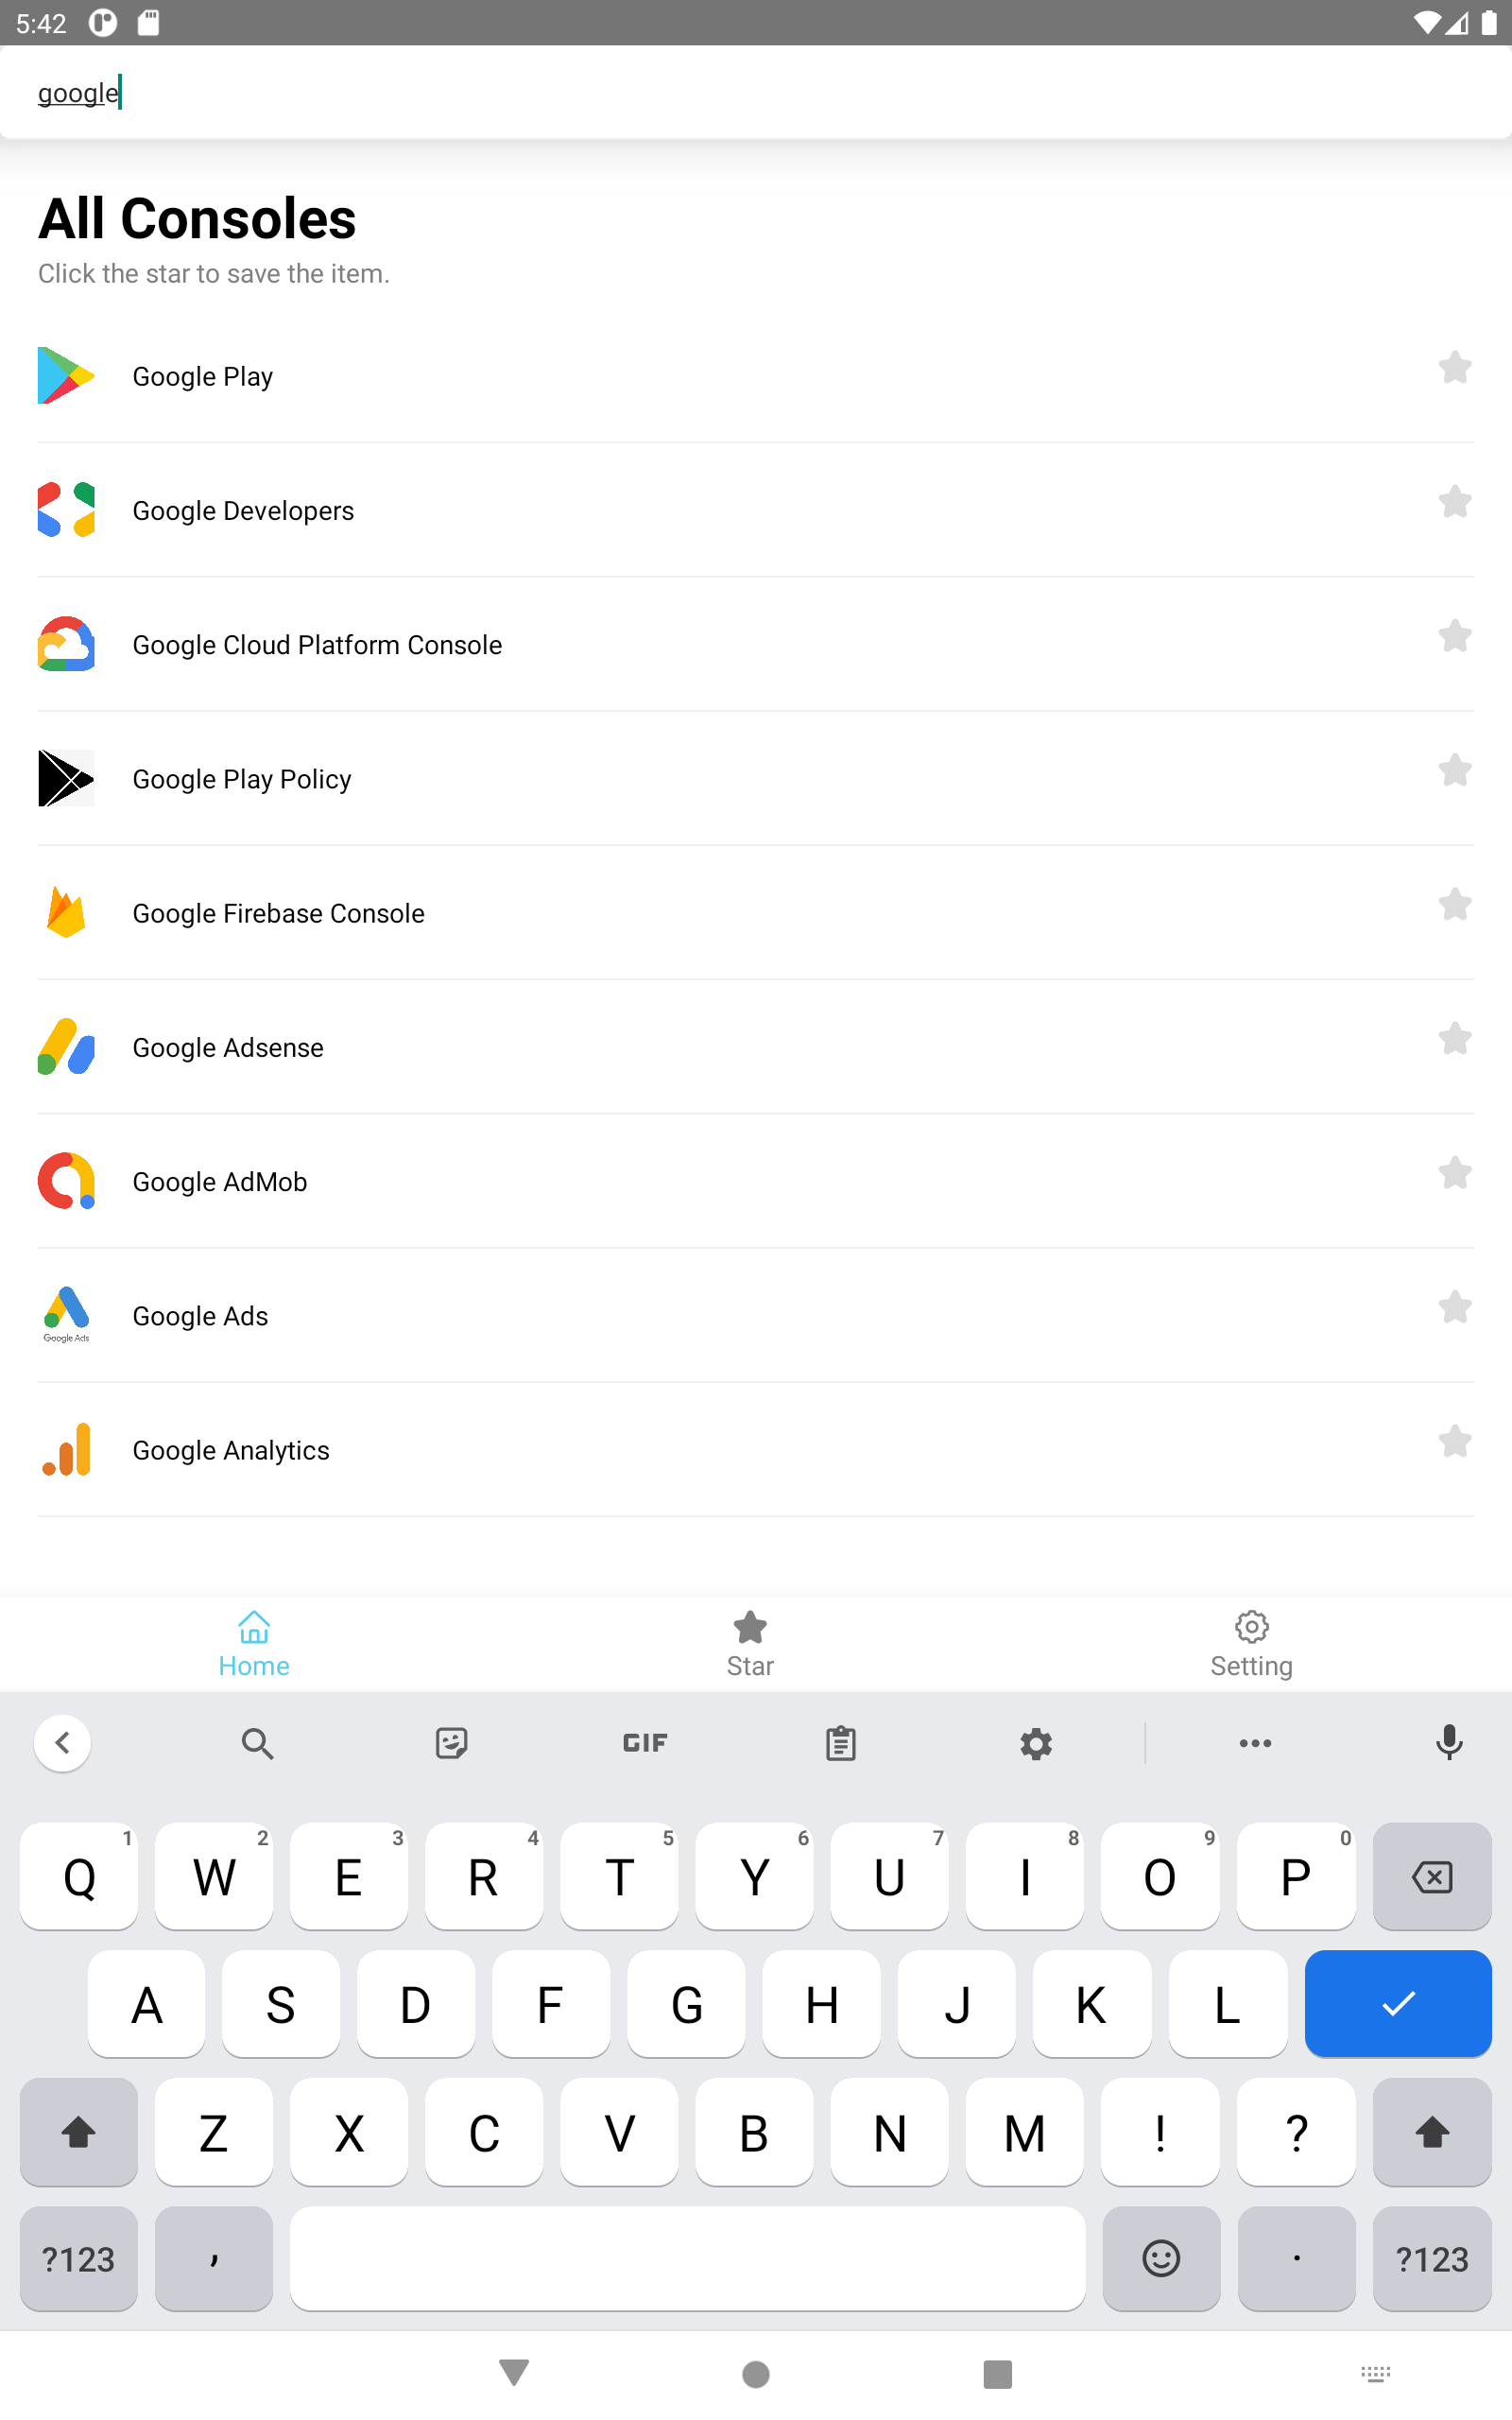 5:42
google
All Consoles
Click the star to save the item.
Google Play
Google Developers
Google Cloud Platform Console
Google Play Policy
Google Firebase Console
Google Adsense
Google AdMob
Google Ads
Google Ads
Google Analytics
Home Star Setting
GIF
1 2 3 4 5 6 7 8 9 0
Q W E R T Y U I O P
A S D F G H J K L
Z X C V B N M ! ?
?123 , . ?123